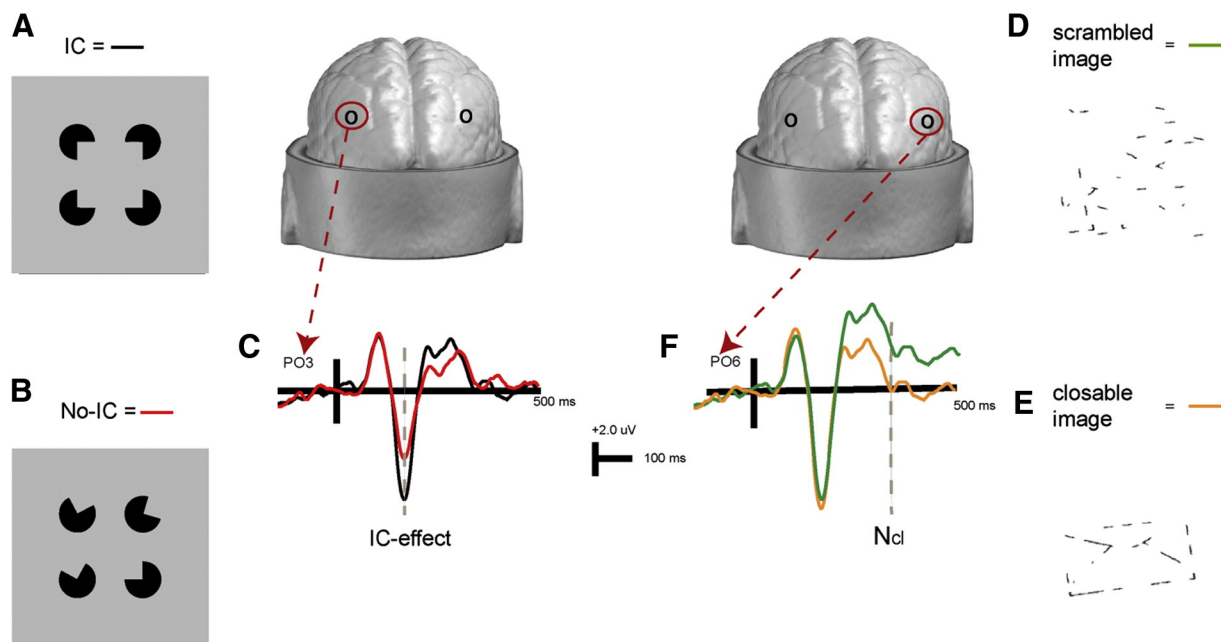 A
IC =
B
No-IC =
O
O
C
PO3
500 ms
IC-effect
+2.0 uV
100 ms
O
O
F
PO6
500 ms
Ncl
D
scrambled =
image
E
closable =
image